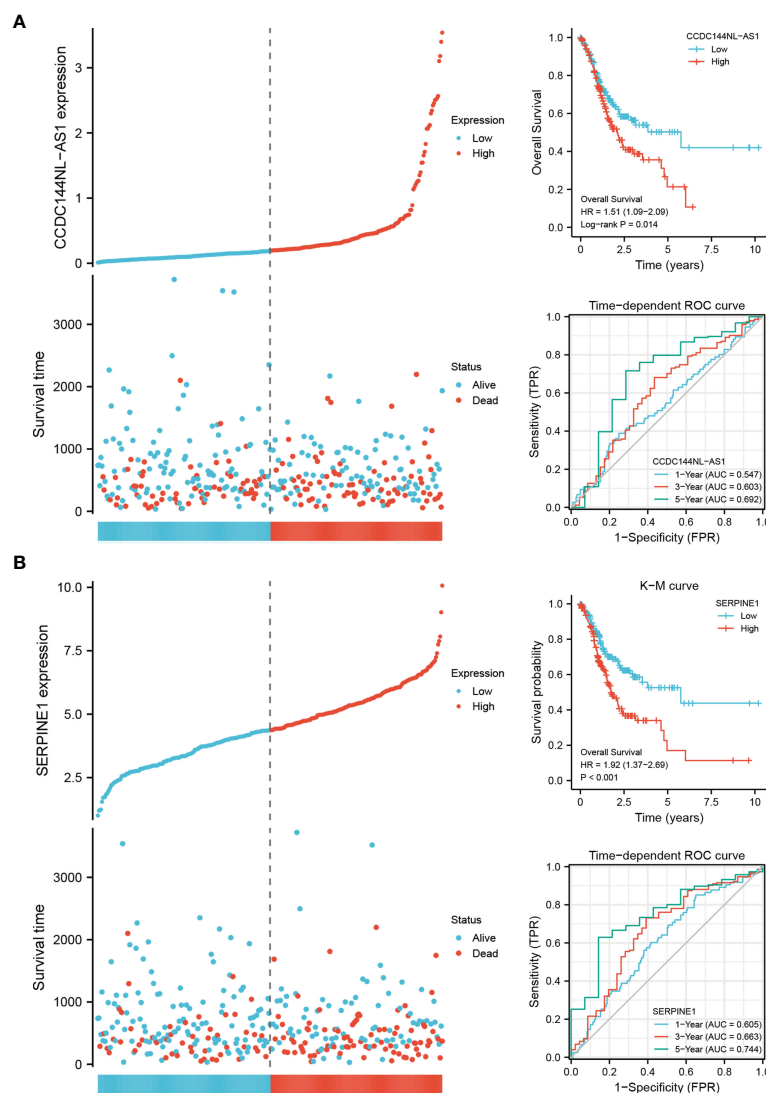 A
CCDC144NL−AS1 expression
3
2
1
0
Expression
Low
High
Survival time
3000
2000
1000
0
Status
Alive
Dead
CCDC144NL−AS1
Low
High
Overall Survival
1.0
0.8
0.6
0.4
0.2
0.0
Overall Survival
HR = 1.51 (1.09−2.09)
Log−rank P = 0.014
0 2.5 5 7.5 10
Time (years)
Time−dependent ROC curve
Sensitivity (TPR)
1.0
0.8
0.6
0.4
0.2
0.0
CCDC144NL−AS1
1−Year (AUC = 0.547)
3−Year (AUC = 0.603)
5−Year (AUC = 0.692)
0.0 0.2 0.4 0.6 0.8 1.0
1−Specificity (FPR)
B
SERPINE1 expression
10.0
7.5
5.0
2.5
Expression
Low
High
Survival time
3000
2000
1000
0
Status
Alive
Dead
K−M curve
SERPINE1
Low
High
Survival probability
1.0
0.8
0.6
0.4
0.2
0.0
Overall Survival
HR = 1.92 (1.37−2.69)
P < 0.001
0 2.5 5 7.5 10
Time (years)
Time−dependent ROC curve
Sensitivity (TPR)
1.0
0.8
0.6
0.4
0.2
0.0
SERPINE1
1−Year (AUC = 0.605)
3−Year (AUC = 0.663)
5−Year (AUC = 0.744)
0.0 0.2 0.4 0.6 0.8 1.0
1−Specificity (FPR)